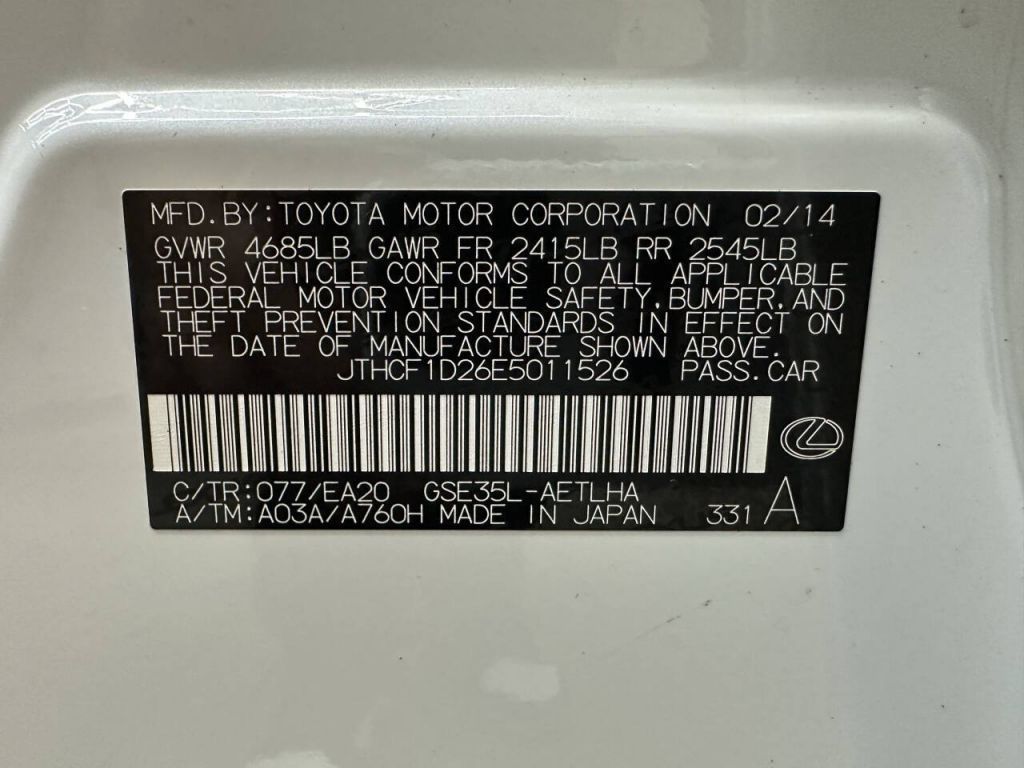 MFD.BY:TOYOTA MOTOR CORPORATION 02/14
GVWR 4685LB GAWR FR 2415LB RR 2545LB
THIS VEHICLE CONFORMS TO ALL APPLICABLE
FEDERAL MOTOR VEHICLE SAFETY,BUMPER,AND
THEFT PREVENTION STANDARDS IN EFFECT ON
THE DATE OF MANUFACTURE SHOWN ABOVE.
JTHCF1D26E5011526 PASS.CAR
C/TR:077/EA20 GSE35L-AETLHA
A/TM:A03A/A760H MADE IN JAPAN 331 A